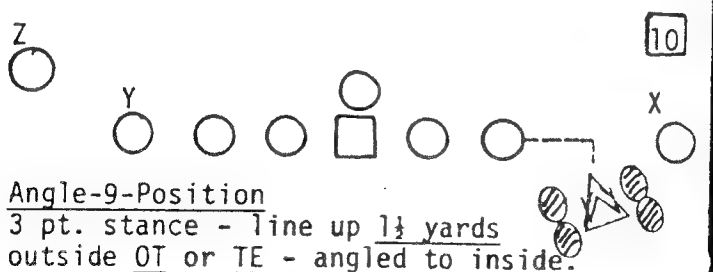 Z
10
Y
X
Angle-9-Position
3 pt. stance - line up 1½ yards
outside OT or TE - angled to inside.